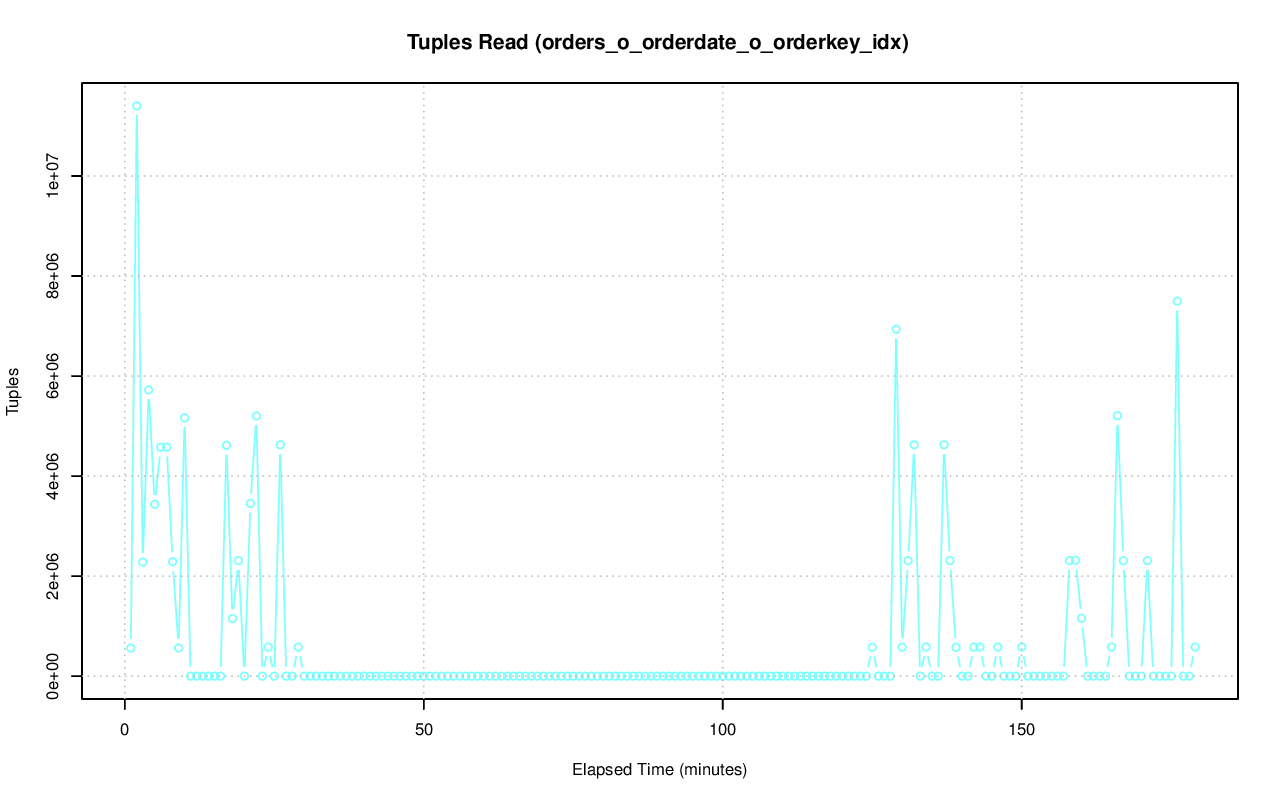 Tuples Read (orders_o_orderdate_o_orderkey_idx)
1e+07
8e+06
6e+06
4e+06
2e+06
0e+00
Tuples
0
50
100
150
Elapsed Time (minutes)